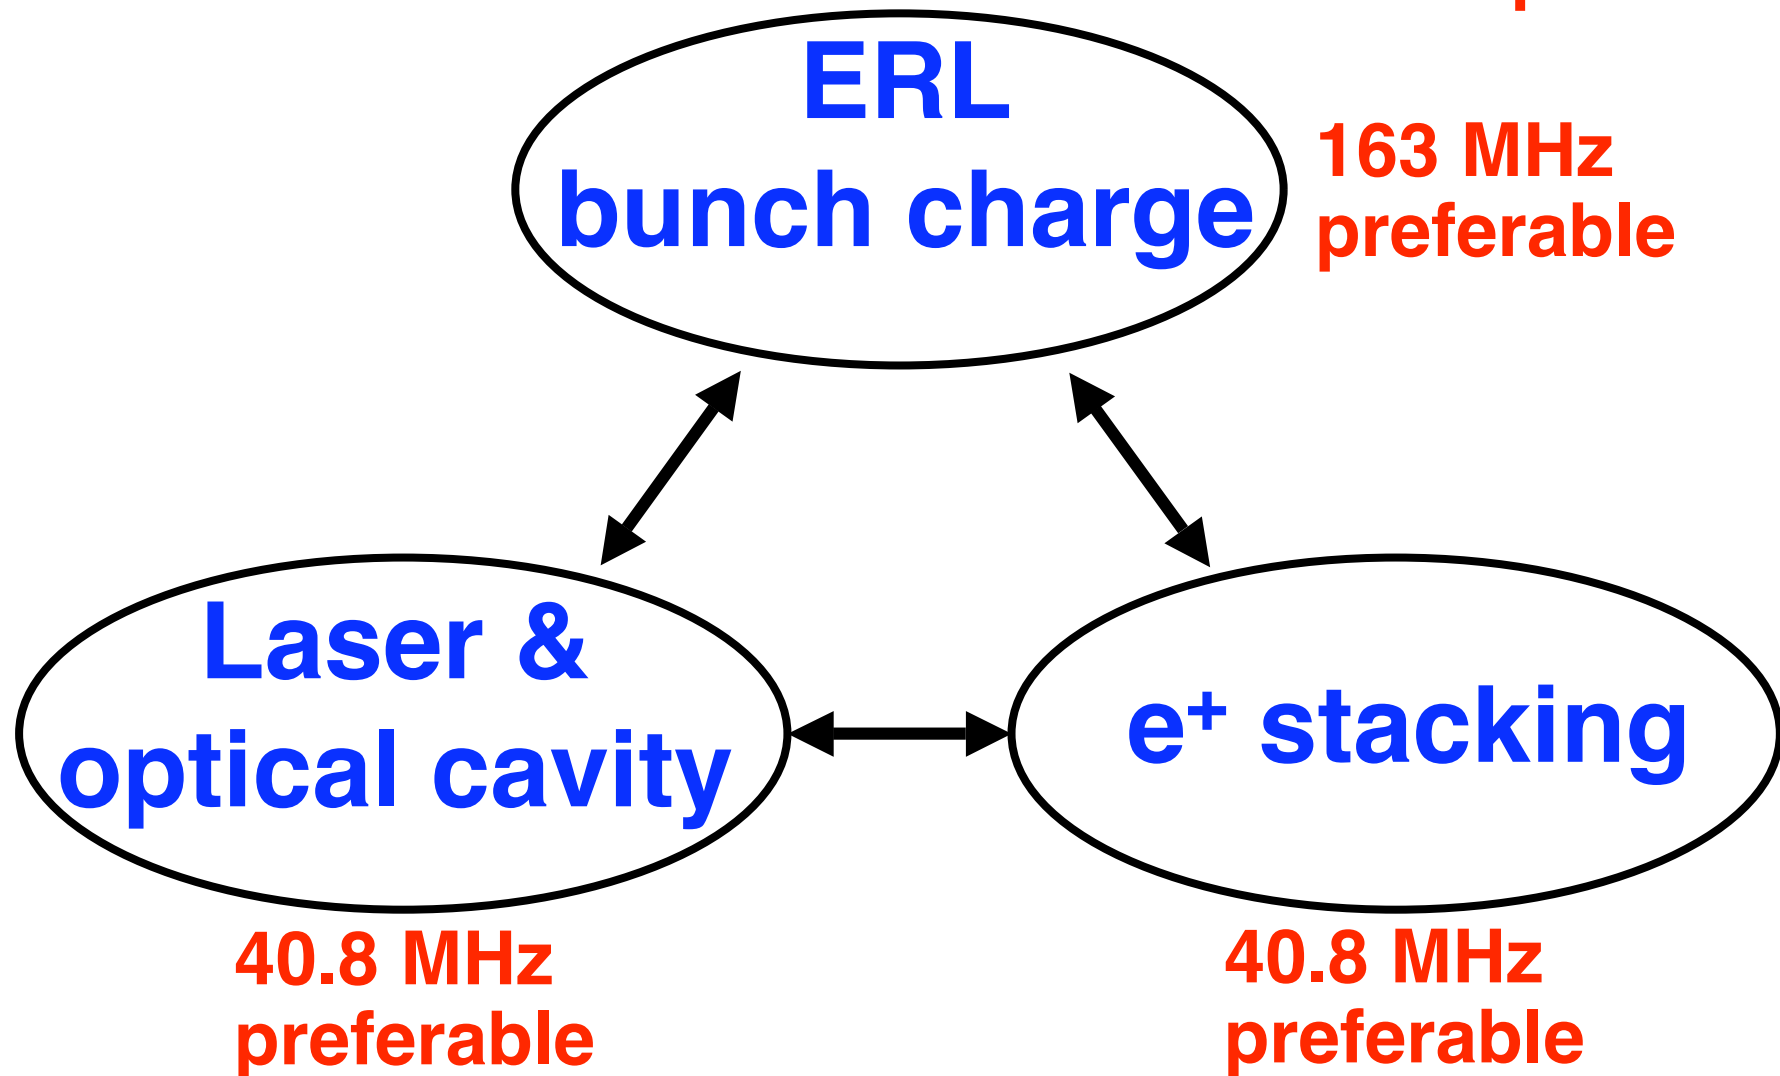 ERL
bunch charge
163 MHz
preferable
Laser &
optical cavity
e⁺ stacking
40.8 MHz
preferable
40.8 MHz
preferable